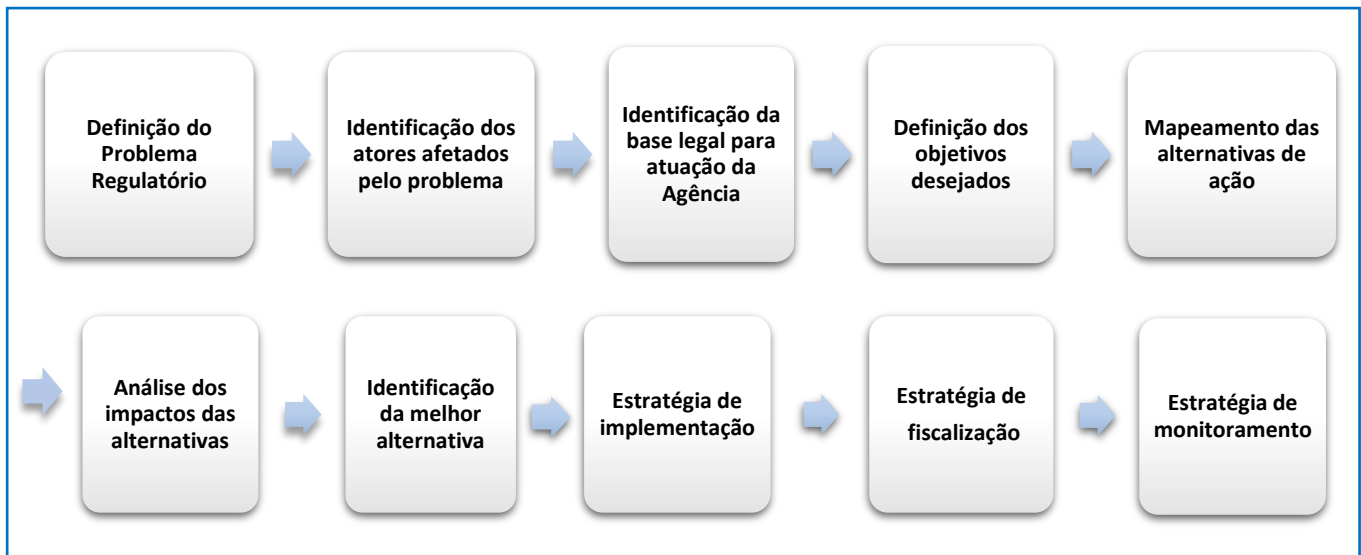 Definição do
Problema
Regulatório
Identificação dos
atores afetados
pelo problema
Identificação da
base legal para
atuação da
Agência
Definição dos
objetivos
desejados
Mapeamento das
alternativas de
ação
Análise dos
impactos das
alternativas
Identificação
da melhor
alternativa
Estratégia de
implementação
Estratégia de
fiscalização
Estratégia de
monitoramento